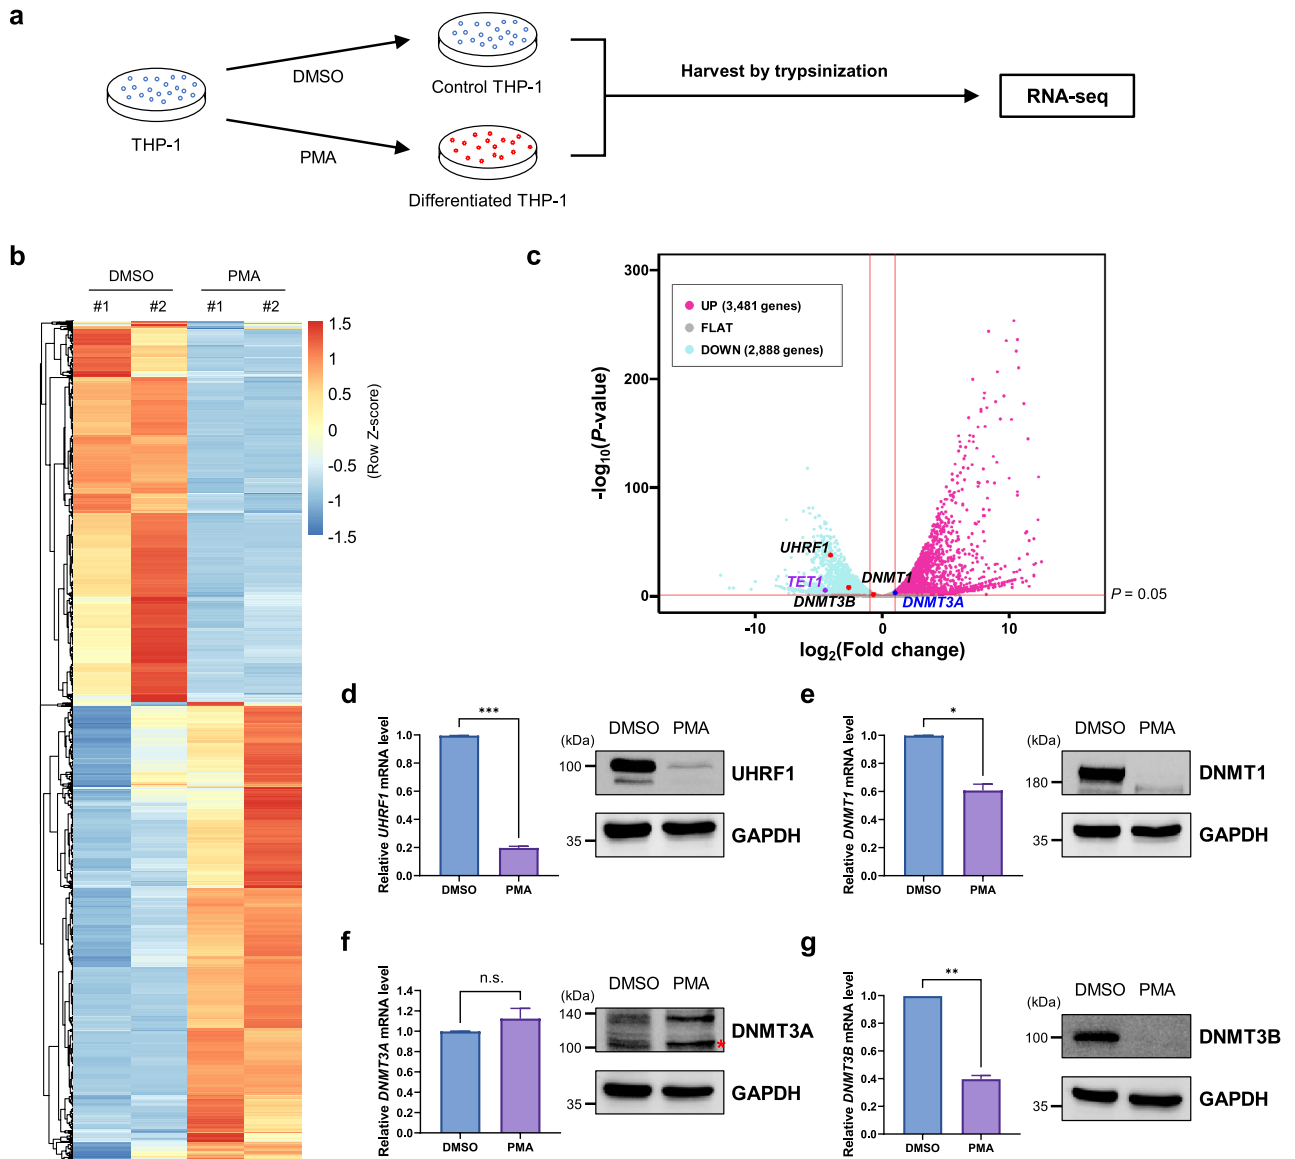 a
THP-1
DMSO
PMA
Control THP-1
Differentiated THP-1
Harvest by trypsinization
RNA-seq
b
DMSO PMA
#1 #2 #1 #2
1.5
1
0.5
0
-0.5
-1
-1.5
(Row Z-score)
c
300
200
100
0
-log10(P-value)
UP (3,481 genes)
FLAT
DOWN (2,888 genes)
UHRF1
TET1
DNMT1
DNMT3B
DNMT3A
P = 0.05
-10 0 10
log2(Fold change)
d
Relative UHRF1 mRNA level
1.0
0.8
0.6
0.4
0.2
0.0
***
DMSO PMA
DMSO PMA
(kDa)
100
UHRF1
35
GAPDH
e
Relative DNMT1 mRNA level
1.0
0.8
0.6
0.4
0.2
0.0
*
DMSO PMA
DMSO PMA
(kDa)
180
DNMT1
35
GAPDH
f
Relative DNMT3A mRNA level
1.4
1.2
1.0
0.8
0.6
0.4
0.2
0.0
n.s.
DMSO PMA
DMSO PMA
(kDa)
140
100
*
DNMT3A
35
GAPDH
g
Relative DNMT3B mRNA level
1.0
0.8
0.6
0.4
0.2
0.0
**
DMSO PMA
DMSO PMA
(kDa)
100
DNMT3B
35
GAPDH